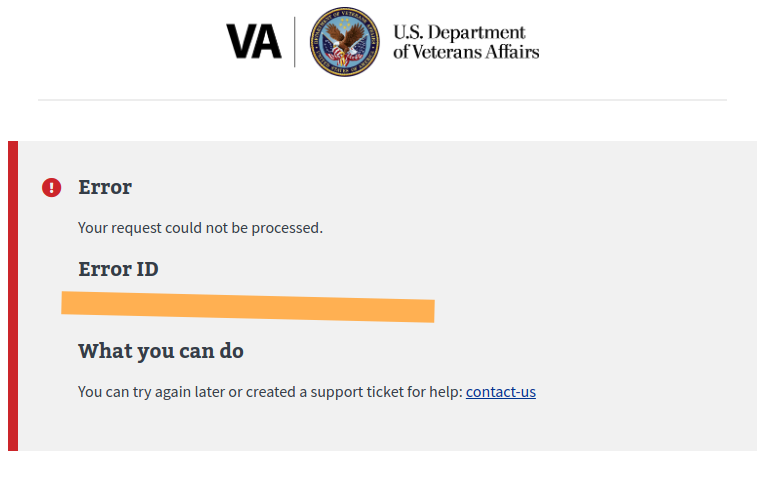 VA
U.S. Department
of Veterans Affairs
Error
Your request could not be processed.
Error ID
What you can do
You can try again later or created a support ticket for help: contact-us